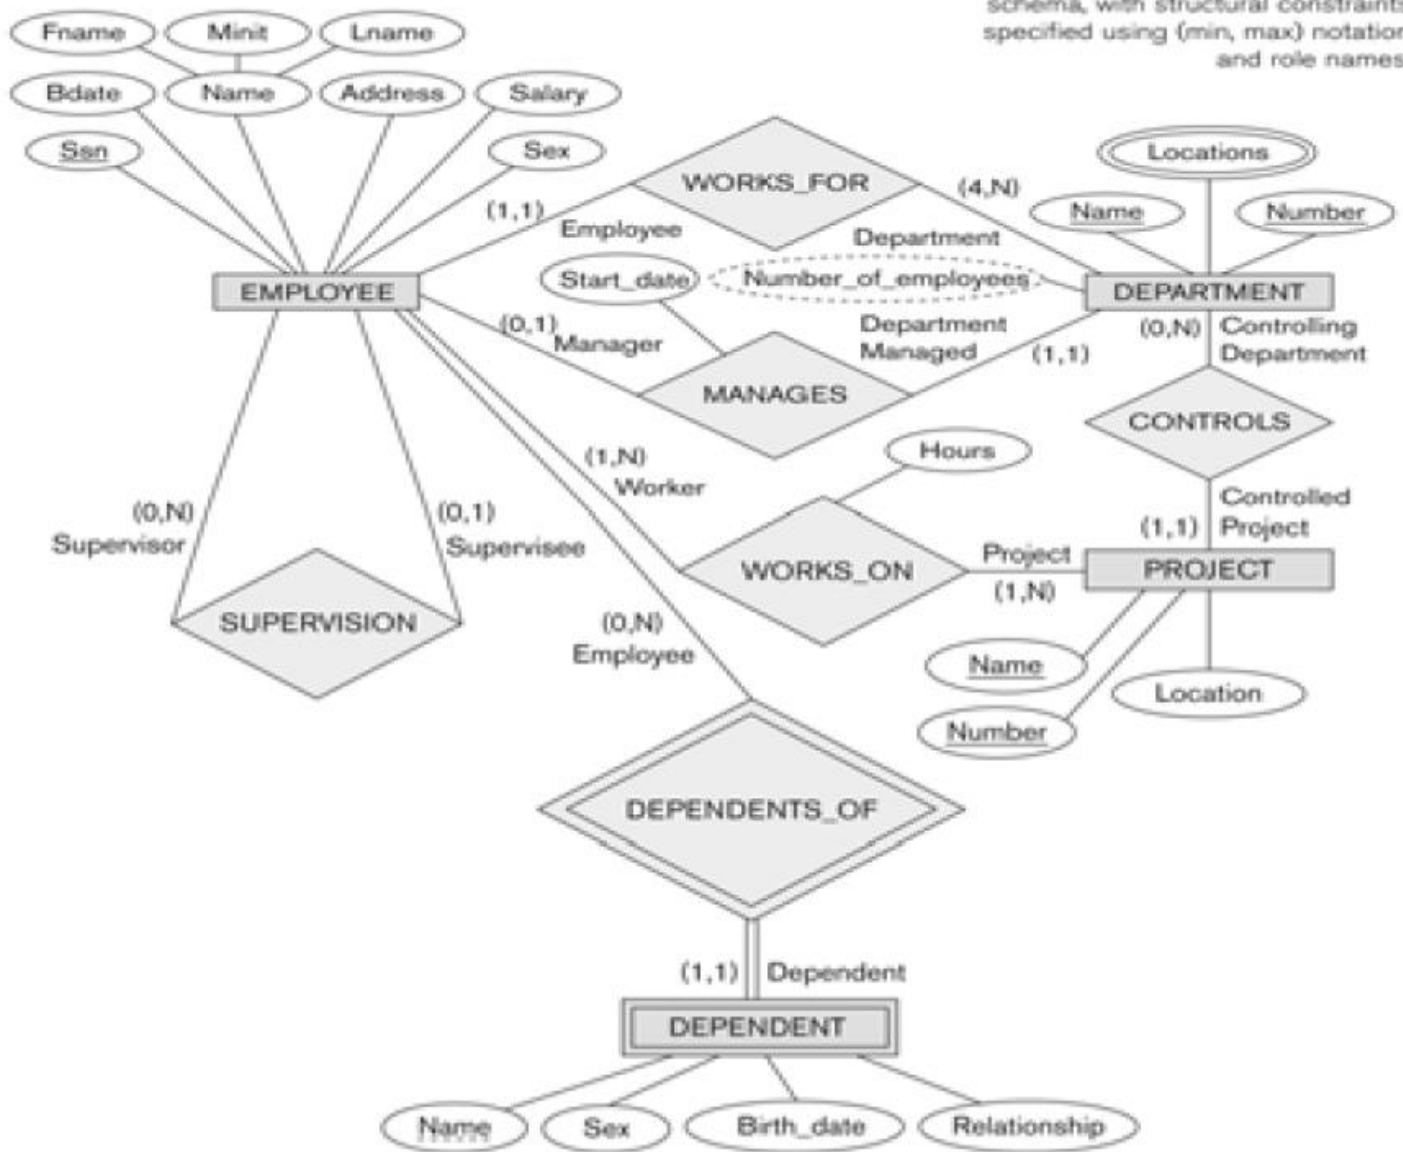 schema, with structural constraints
specified using (min, max) notation
and role names
Fname
Minit
Lname
Bdate
Name
Address
Salary
Ssn
Sex
WORKS_FOR
(1,1)
Employee
(4,N)
Department
Locations
Name
Number
Start_date
Number_of_employees
EMPLOYEE
DEPARTMENT
(0,1)
Manager
Department
Managed
(1,1)
MANAGES
(0,N)
Controlling
Department
CONTROLS
Hours
(1,N)
Worker
(0,N)
Supervisor
(0,1)
Supervisee
Controlled
Project
(1,1)
WORKS_ON
Project
(1,N)
PROJECT
SUPERVISION
(0,N)
Employee
Name
Number
Location
DEPENDENTS_OF
(1,1)
Dependent
DEPENDENT
Name
Sex
Birth_date
Relationship